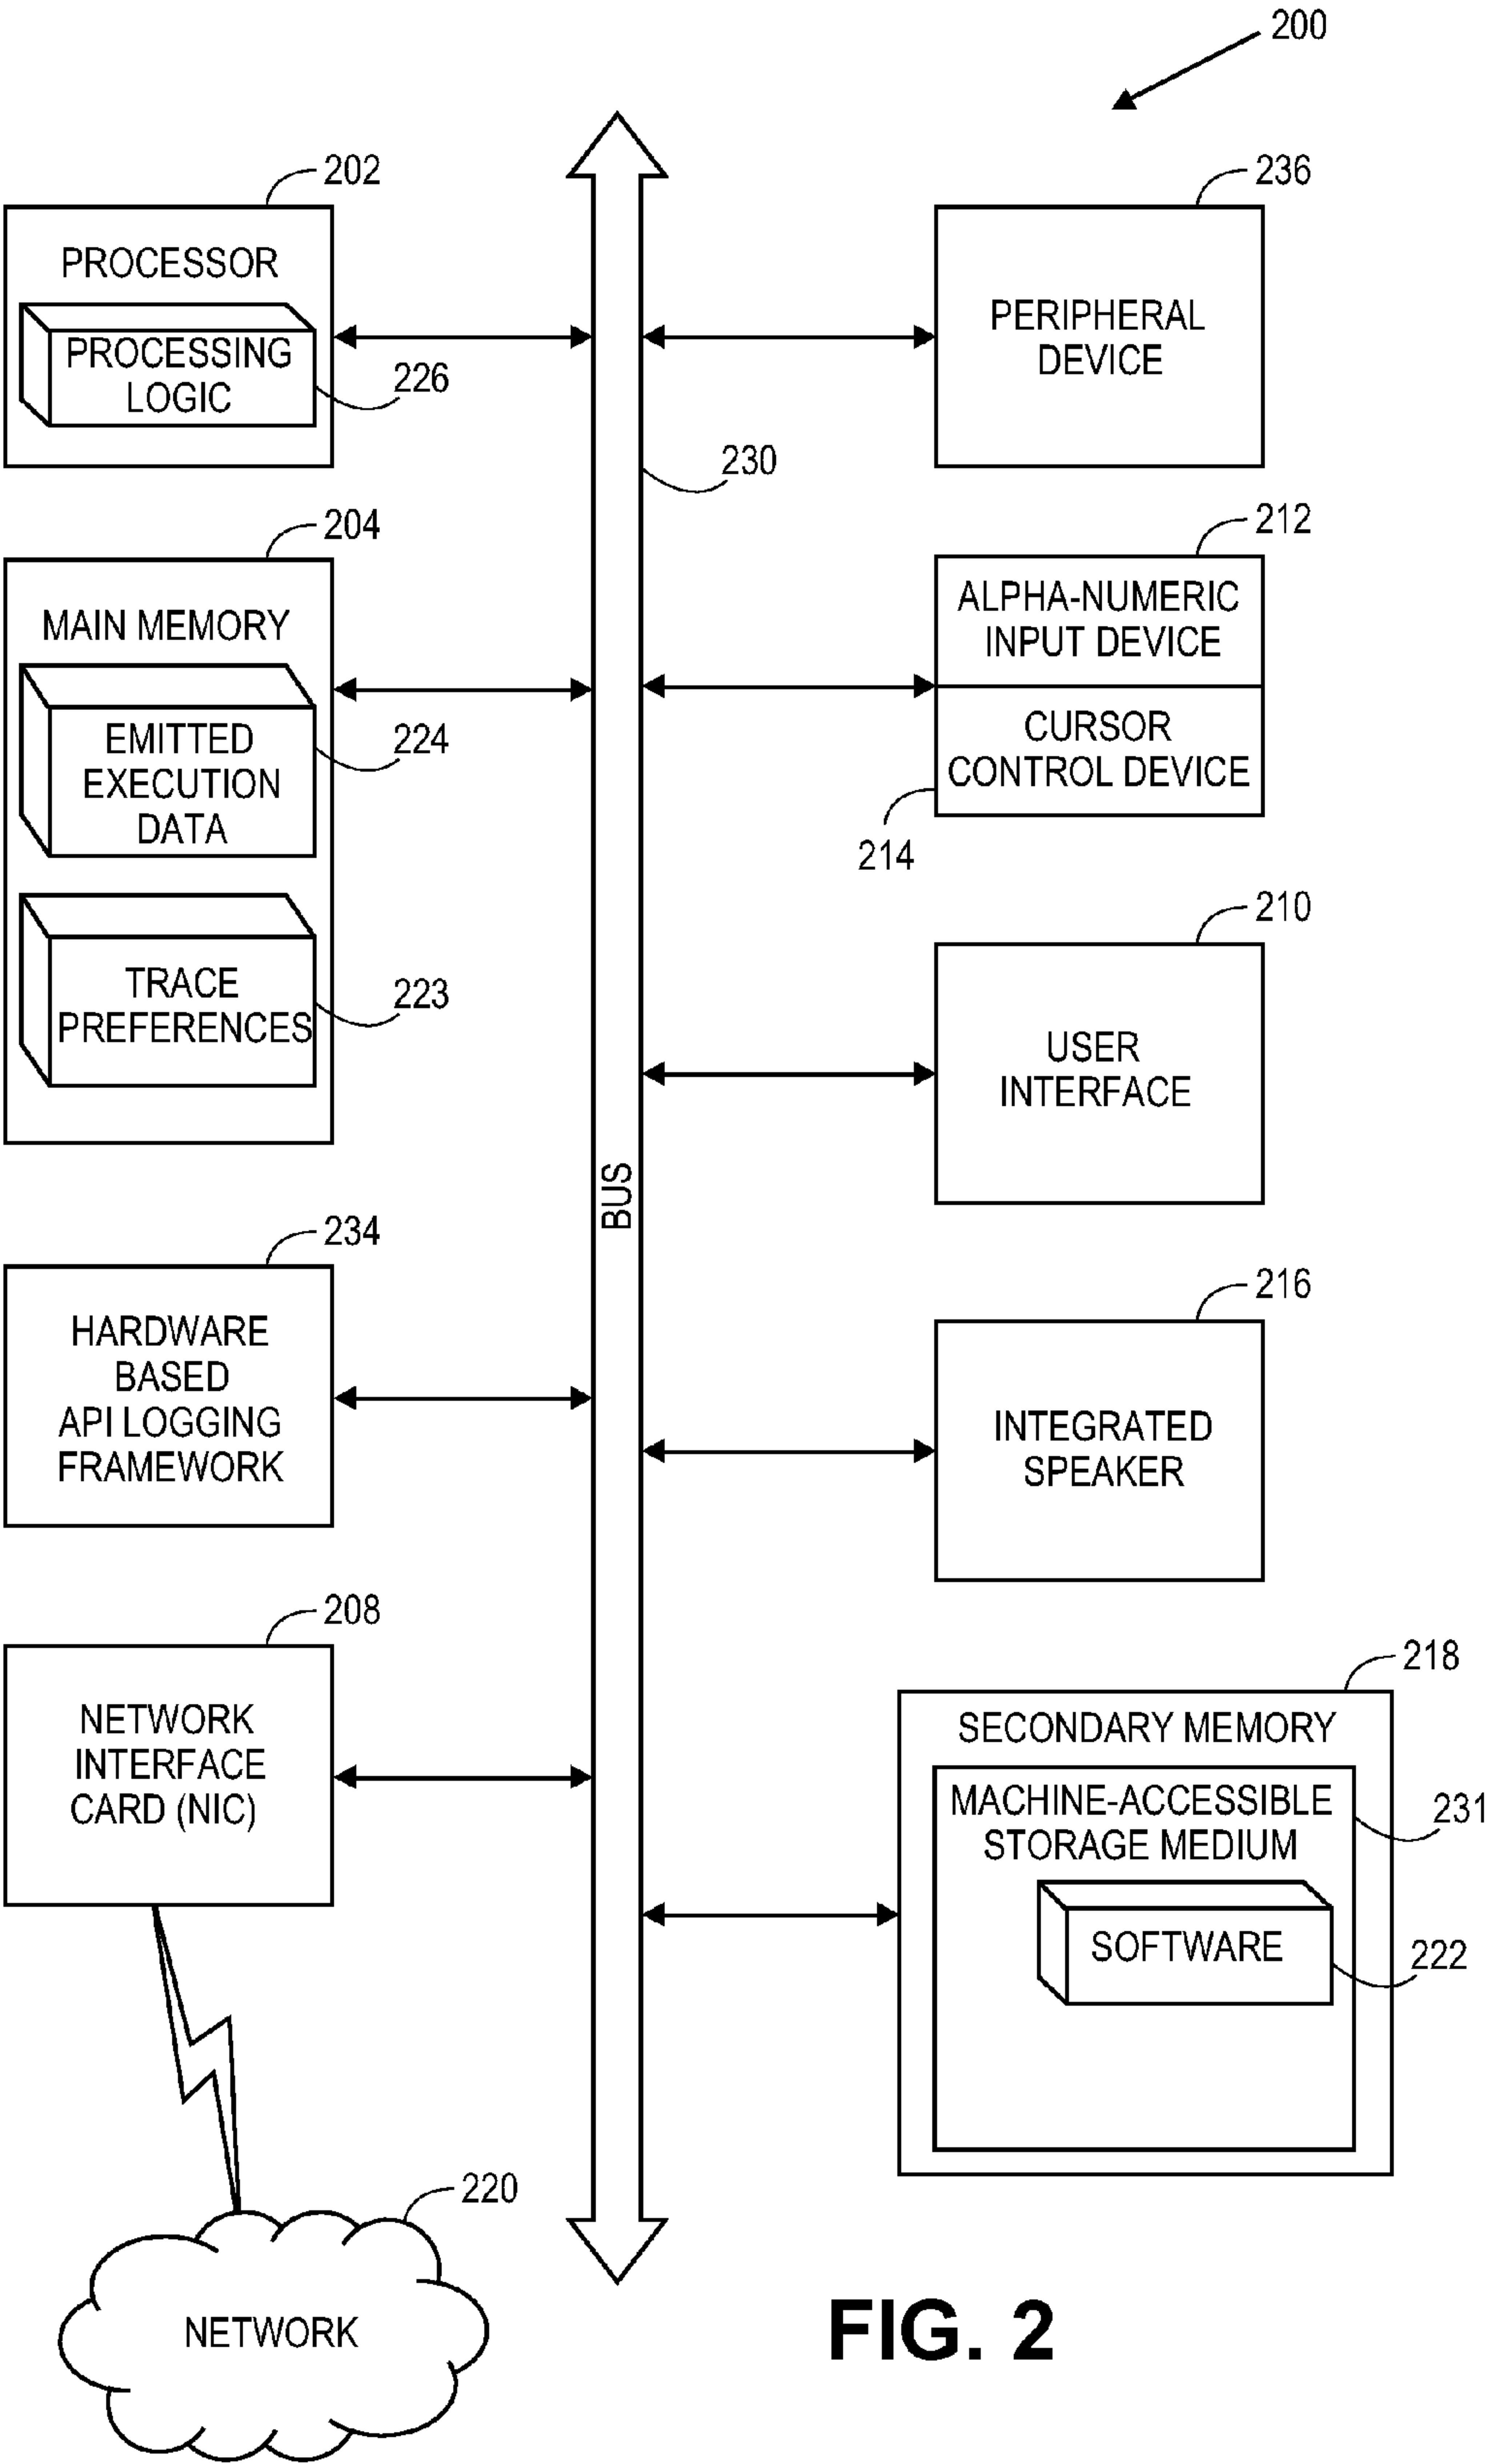 200
202
PROCESSOR
PROCESSING
LOGIC
226
204
MAIN MEMORY
EMITTED
EXECUTION
DATA
224
TRACE
PREFERENCES
223
234
HARDWARE
BASED
API LOGGING
FRAMEWORK
208
NETWORK
INTERFACE
CARD (NIC)
220
NETWORK
230
BUS
236
PERIPHERAL
DEVICE
212
ALPHA-NUMERIC
INPUT DEVICE
CURSOR
CONTROL DEVICE
214
210
USER
INTERFACE
216
INTEGRATED
SPEAKER
218
SECONDARY MEMORY
MACHINE-ACCESSIBLE
STORAGE MEDIUM
231
SOFTWARE
222
FIG. 2